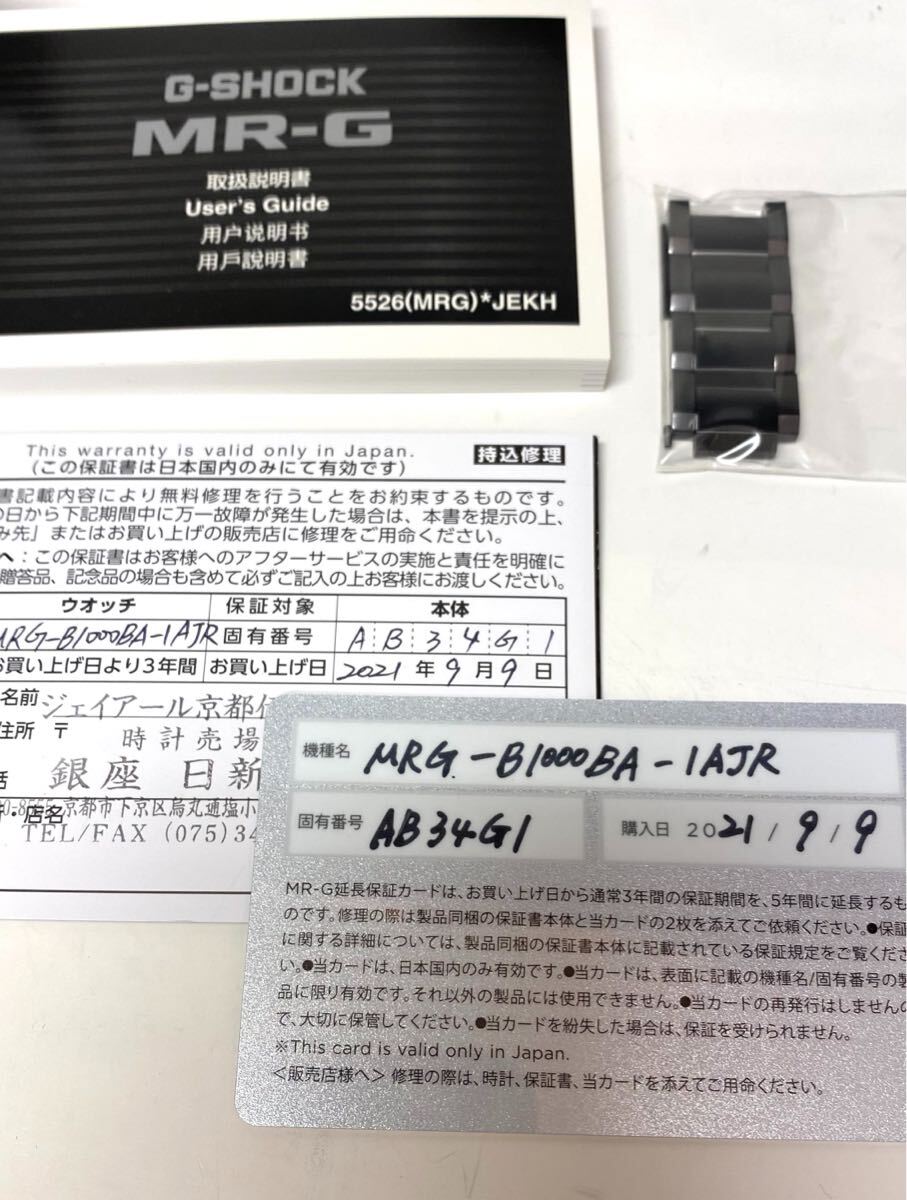 G-SHOCK
MR-G
取扱説明書
User's Guide
用户说明书
用戶說明書
5526(MRG)*JEKH
This warranty is valid only in Japan.
(この保証書は日本国内のみにて有効です)
持込修理
書記載内容により無料修理を行うことをお約束するものです。
の日から下記期間中に万一故障が発生した場合は、本書を提示の上、
み先」またはお買い上げの販売店に修理をご用命ください。
へ：この保証書はお客様へのアフターサービスの実施と責任を明確に
贈答品、記念品の場合も含めて必ずご記入の上お客様にお渡しください。
ウオッチ 保証対象 本体
MRG-B1000BA-1AJR 固有番号 A B 3 4 G 1
お買い上げ日より3年間 お買い上げ日 2021 年 9 月 9 日
名前 ジェイアール京都
住所 〒 時計売場
銀座 日新
京都市下京区烏丸通塩小
・店名
TEL/FAX (075)34
機種名 MRG-B1000BA-1AJR
固有番号 AB34G1 購入日 2021/9/9
MR-G延長保証カードは、お買い上げ日から通常3年間の保証期間を、5年間に延長するも
のです。修理の際は製品同梱の保証書本体と当カードの2枚を添えてご依頼ください。●保証
に関する詳細については、製品同梱の保証書本体に記載されている保証規定をご覧くださ
い。●当カードは、日本国内のみ有効です。●当カードは、表面に記載の機種名/固有番号の製
品に限り有効です。それ以外の製品には使用できません。●当カードの再発行はしませんの
で、大切に保管してください。●当カードを紛失した場合は、保証を受けられません。
※This card is valid only in Japan.
＜販売店様へ＞修理の際は、時計、保証書、当カードを添えてご用命ください。